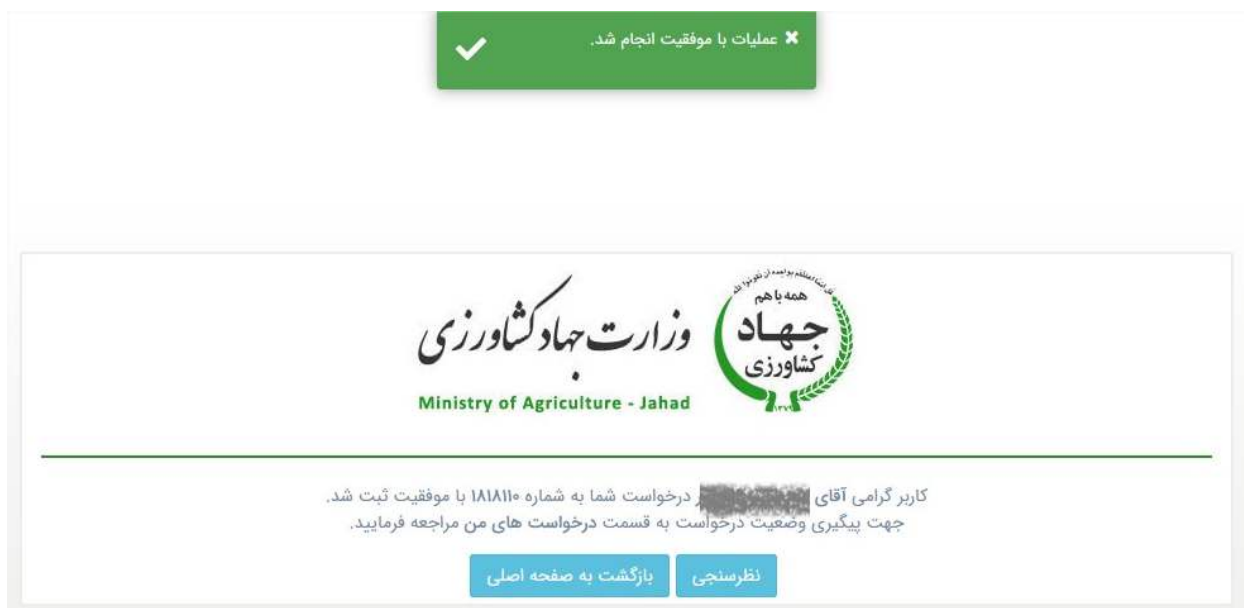 عملیات با موفقیت انجام شد.
همه با هم
جهاد
کشاورزی
۱۳۷۹
وزارت جهاد کشاورزی
Ministry of Agriculture - Jahad
کاربر گرامی آقای درخواست شما به شماره ۱۸۱۸۱۱۰ با موفقیت ثبت شد.
جهت پیگیری وضعیت درخواست به قسمت درخواست های من مراجعه فرمایید.
نظرسنجی
بازگشت به صفحه اصلی